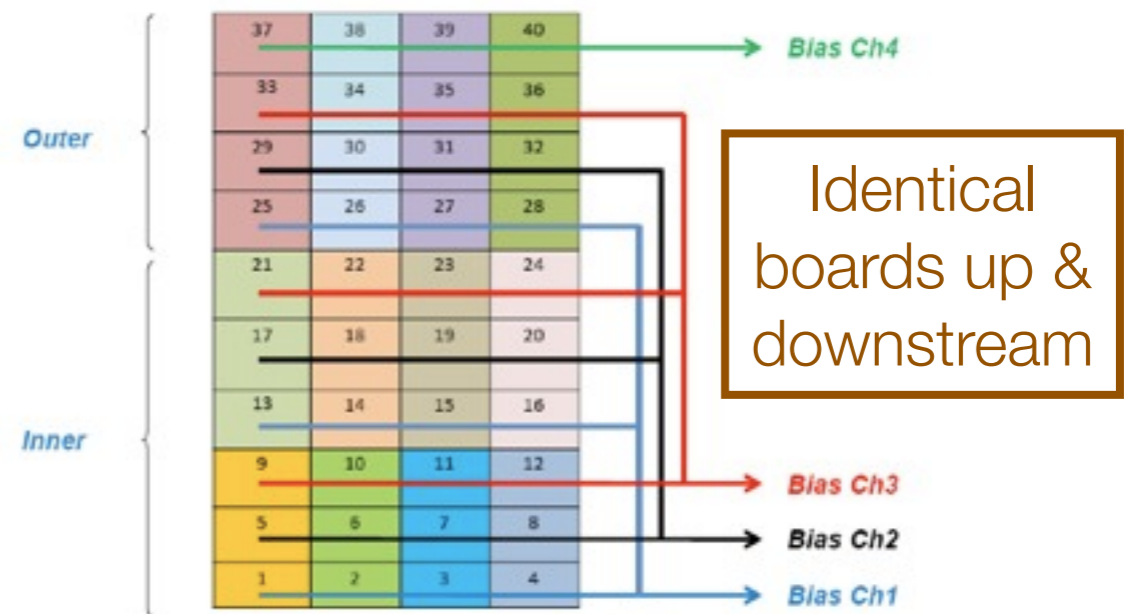 37 38 39 40
Bias Ch4
33 34 35 36
Outer
29 30 31 32
25 26 27 28
Identical
boards up &
downstream
21 22 23 24
17 18 19 20
13 14 15 16
Inner
9 10 11 12
Bias Ch3
5 6 7 8
Bias Ch2
1 2 3 4
Bias Ch1